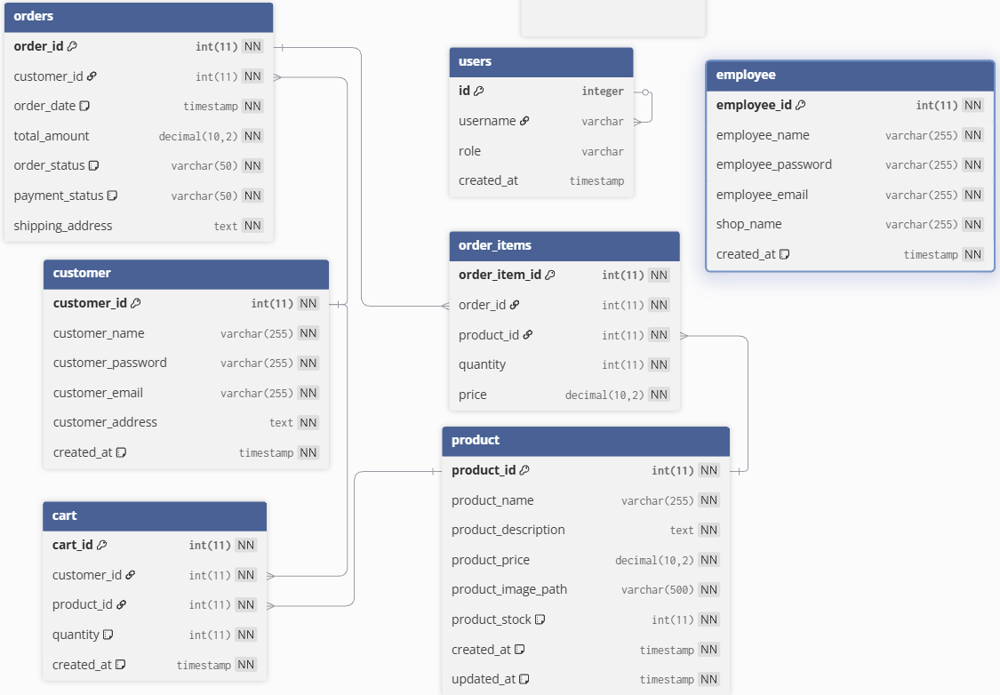 orders
order_id int(11) NN
customer_id int(11) NN
order_date timestamp NN
total_amount decimal(10,2) NN
order_status varchar(50) NN
payment_status varchar(50) NN
shipping_address text NN
users
id integer
username varchar
role varchar
created_at timestamp
employee
employee_id int(11) NN
employee_name varchar(255) NN
employee_password varchar(255) NN
employee_email varchar(255) NN
shop_name varchar(255) NN
created_at timestamp NN
customer
customer_id int(11) NN
customer_name varchar(255) NN
customer_password varchar(255) NN
customer_email varchar(255) NN
customer_address text NN
created_at timestamp NN
order_items
order_item_id int(11) NN
order_id int(11) NN
product_id int(11) NN
quantity int(11) NN
price decimal(10,2) NN
cart
cart_id int(11) NN
customer_id int(11) NN
product_id int(11) NN
quantity int(11) NN
created_at timestamp NN
product
product_id int(11) NN
product_name varchar(255) NN
product_description text NN
product_price decimal(10,2) NN
product_image_path varchar(500) NN
product_stock int(11) NN
created_at timestamp NN
updated_at timestamp NN